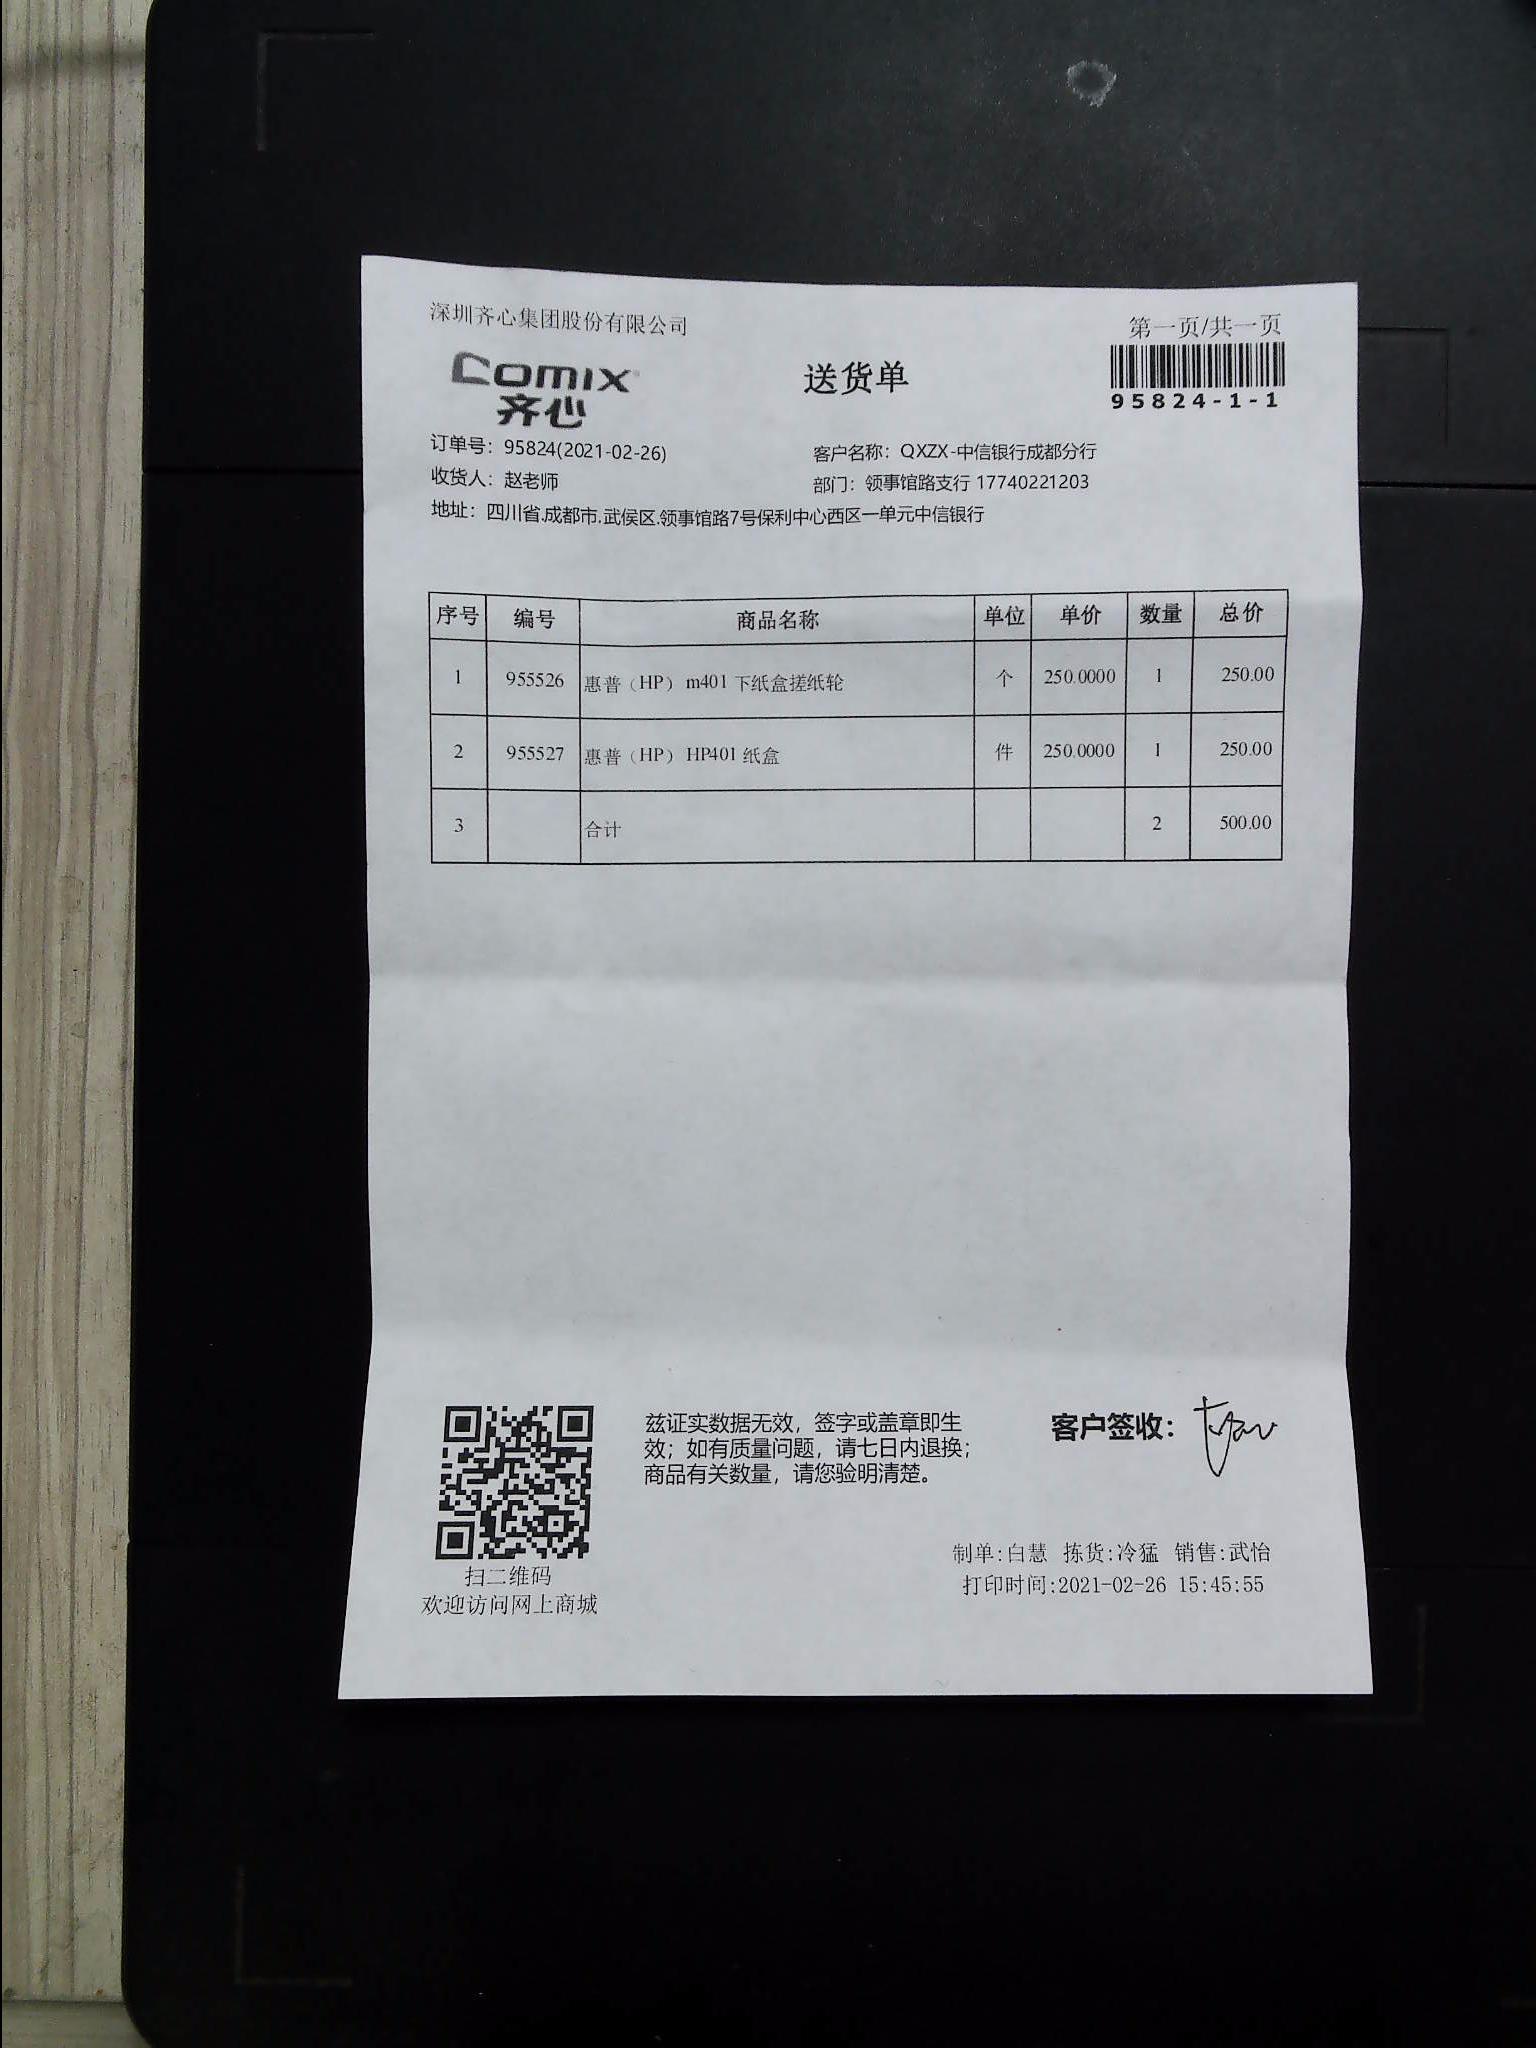 深圳齐心集团股份有限公司
第一页/共一页
Comix
齐心
送货单
95824-1-1
订单号：95824(2021-02-26)
客户名称：QXZX-中信银行成都分行
收货人：赵老师
部门：领事馆路支行 17740221203
地址：四川省.成都市.武侯区.领事馆路7号保利中心西区一单元中信银行
序号 编号 商品名称 单位 单价 数量 总价
1 955526 惠普（HP） m401 下纸盒搓纸轮 个 250.0000 1 250.00
2 955527 惠普（HP） HP401 纸盒 件 250.0000 1 250.00
3 合计 2 500.00
兹证实数据无效，签字或盖章即生
效；如有质量问题，请七日内退换；
商品有关数量，请您验明清楚。
客户签收：
扫二维码
欢迎访问网上商城
制单:白慧 拣货:冷猛 销售:武怡
打印时间:2021-02-26 15:45:55